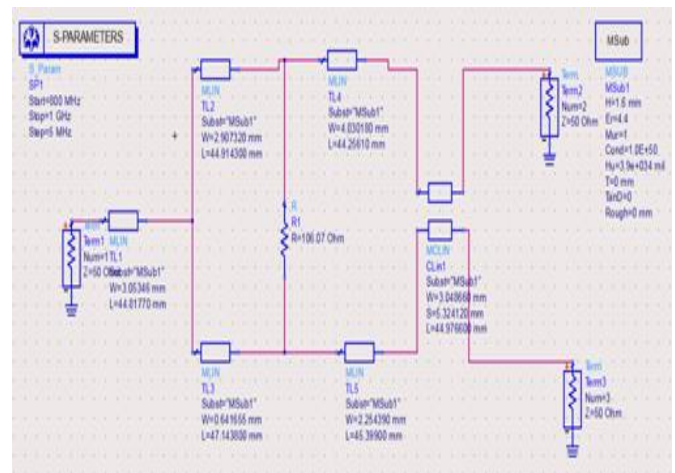 S-PARAMETERS
S_Param
SP1
Start=800 MHz
Stop=1 GHz
Step=5 MHz
MLIN
TL2
Subst="MSub1"
W=2.907320 mm
L=44.914300 mm
MLIN
TL4
Subst="MSub1"
W=4.030180 mm
L=44.25610 mm
Term
Term2
Num=2
Z=50 Ohm
MSub
MSUB
MSub1
H=1.6 mm
Er=4.4
Mur=1
Cond=1.0E+50
Hu=3.9e+034 mil
T=0 mm
TanD=0
Rough=0 mm
R
R1
R=106.07 Ohm
Term1
Num=1
Z=50
MLIN
TL1
Subst="MSub1"
W=3.05346 mm
L=44.81770 mm
MCLIN
CLin1
Subst="MSub1"
W=3.048660 mm
S=5.324120 mm
L=44.976600 mm
MLIN
TL3
Subst="MSub1"
W=0.641655 mm
L=47.143800 mm
MLIN
TL5
Subst="MSub1"
W=2.254390 mm
L=45.39900 mm
Term
Term3
Num=3
Z=50 Ohm